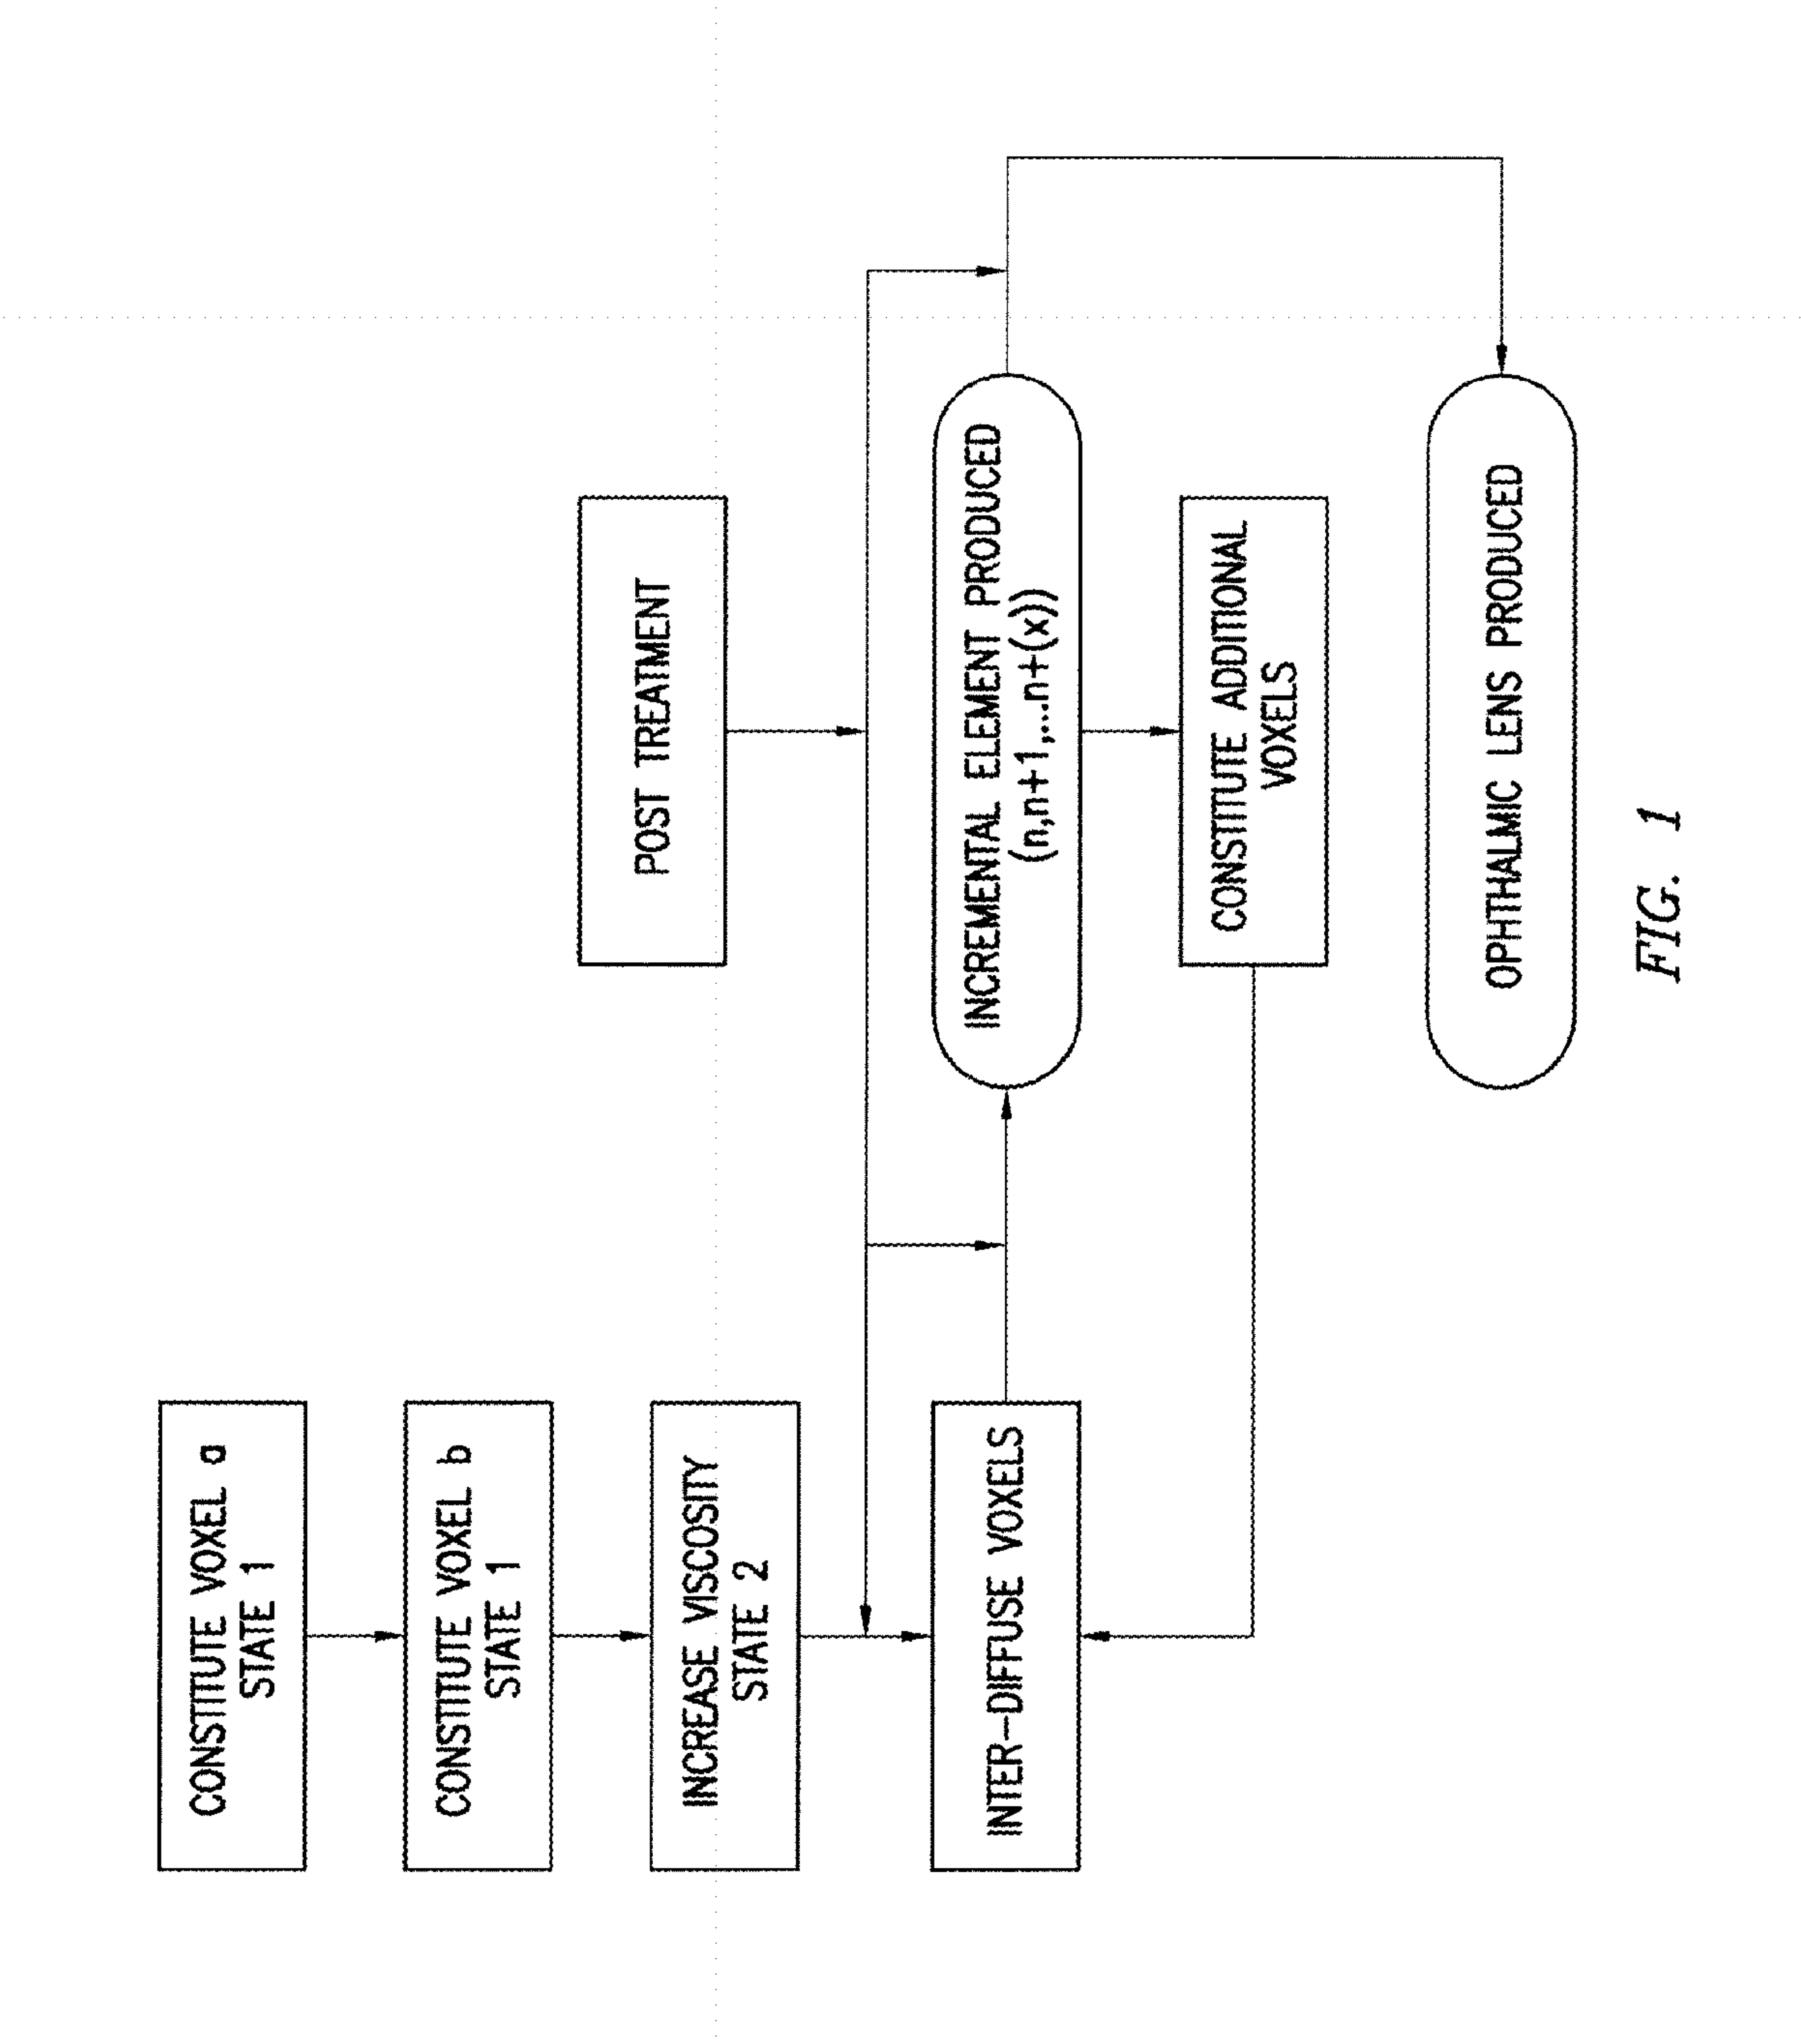 CONSTITUTE VOXEL a
STATE 1
CONSTITUTE VOXEL b
STATE 1
INCREASE VISCOSITY
STATE 2
POST TREATMENT
INTER-DIFFUSE VOXELS
INCREMENTAL ELEMENT PRODUCED
(n,n+1,...n+(x))
CONSTITUTE ADDITIONAL
VOXELS
OPHTHALMIC LENS PRODUCED
FIG. 1